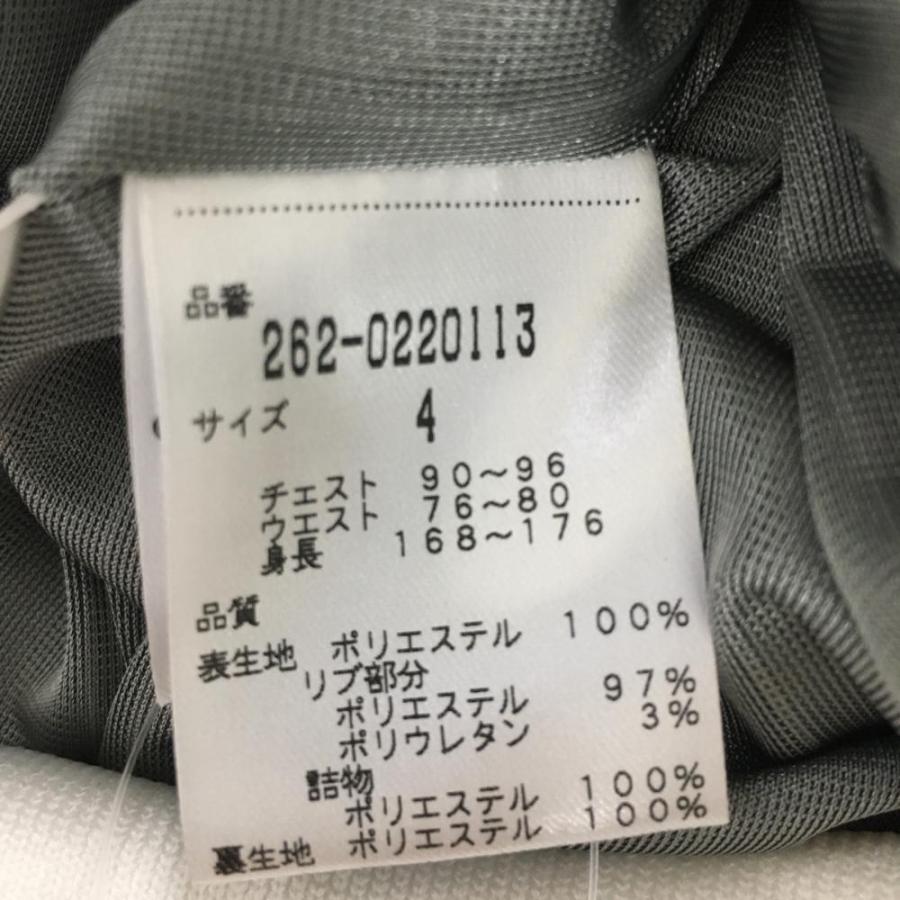 品番
262-0220113
サイズ 4
チェスト 90～96
ウエスト 76～80
身長 168～176
品質
表生地 ポリエステル 100%
リブ部分
ポリエステル 97%
ポリウレタン 3%
詰物
ポリエステル 100%
裏生地 ポリエステル 100%